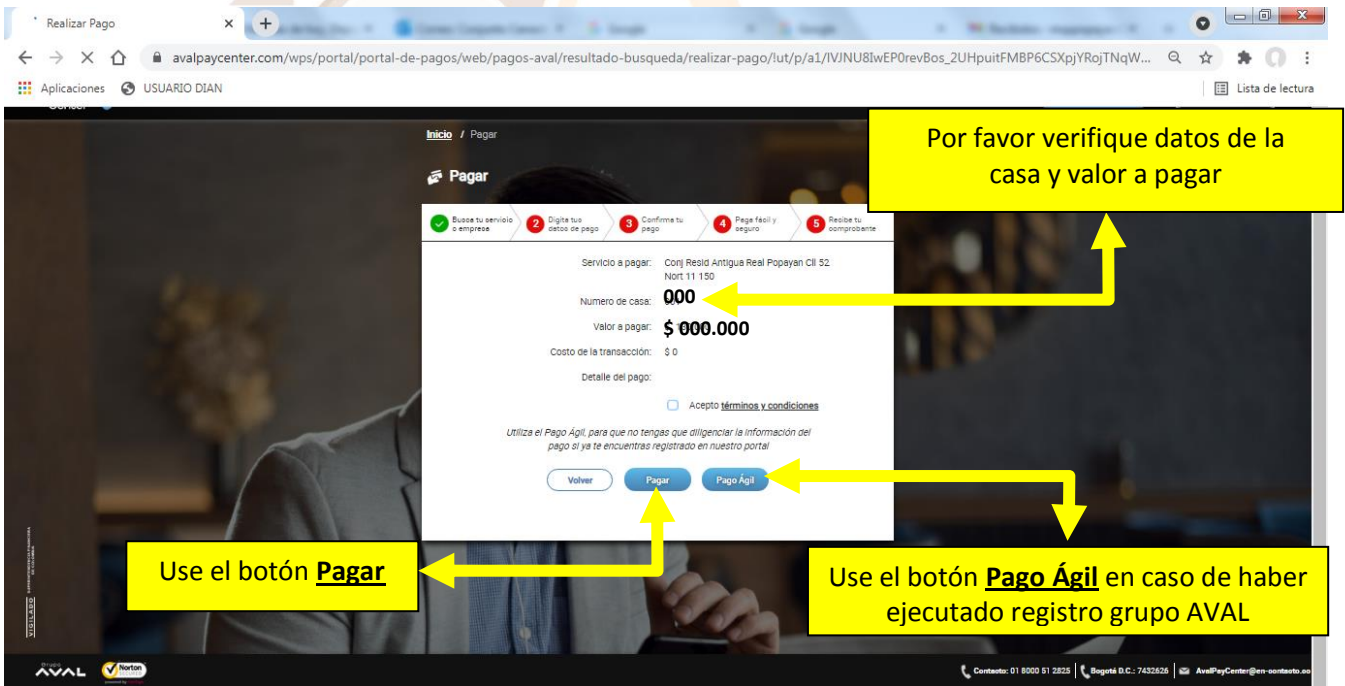 Realizar Pago
avalpaycenter.com/wps/portal/portal-de-pagos/web/pagos-aval/resultado-busqueda/realizar-pago/lut/p/a1/IVJNU8IwEP0revBos_2UHpuitFMBP6CSXpjYRojTNqW...
Aplicaciones
USUARIO DIAN
Lista de lectura
Inicio / Pagar
Por favor verifique datos de la
casa y valor a pagar
Pagar
Busca tu servicio
o empresa
2 Digita tus
datos de pago
3 Confirma tu
pago
4 Paga fácil y
seguro
5 Recibe tu
comprobante
Servicio a pagar: Conj Resid Antigua Real Popayan Cll 52
Nort 11 150
Numero de casa: 000
Valor a pagar: $ 000.000
Costo de la transacción: $ 0
Detalle del pago:
Acepto términos y condiciones
Utiliza el Pago Ágil, para que no tengas que diligenciar la información del
pago si ya te encuentras registrado en nuestro portal
Volver
Pagar
Pago Ágil
Use el botón Pagar
Use el botón Pago Ágil en caso de haber
ejecutado registro grupo AVAL
VIGILADO
Grupo
AVAL
Norton
SECURED
Contacto: 01 8000 51 2825
Bogotá D.C.: 7432626
AvalPayCenter@en-contacto.co